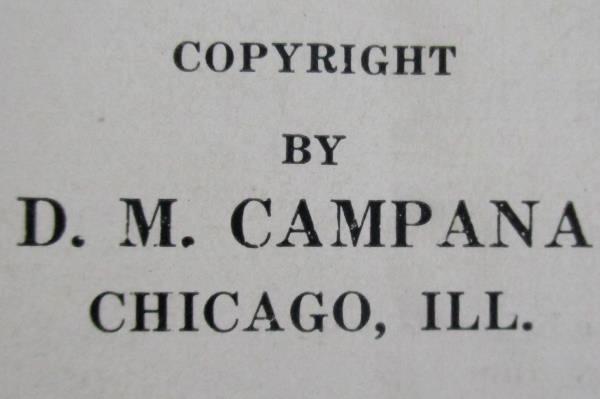 COPYRIGHT
BY
D. M. CAMPANA
CHICAGO, ILL.